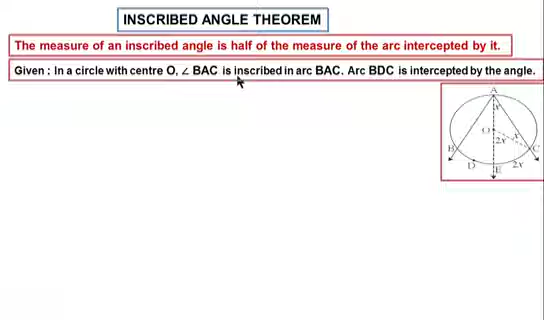 INSCRIBED ANGLE THEOREM
The measure of an inscribed angle is half of the measure of the arc intercepted by it.
Given : In a circle with centre O, ∠ BAC is inscribed in arc BAC. Arc BDC is intercepted by the angle.
A
x
O
x
2x
B
C
D
E
2x